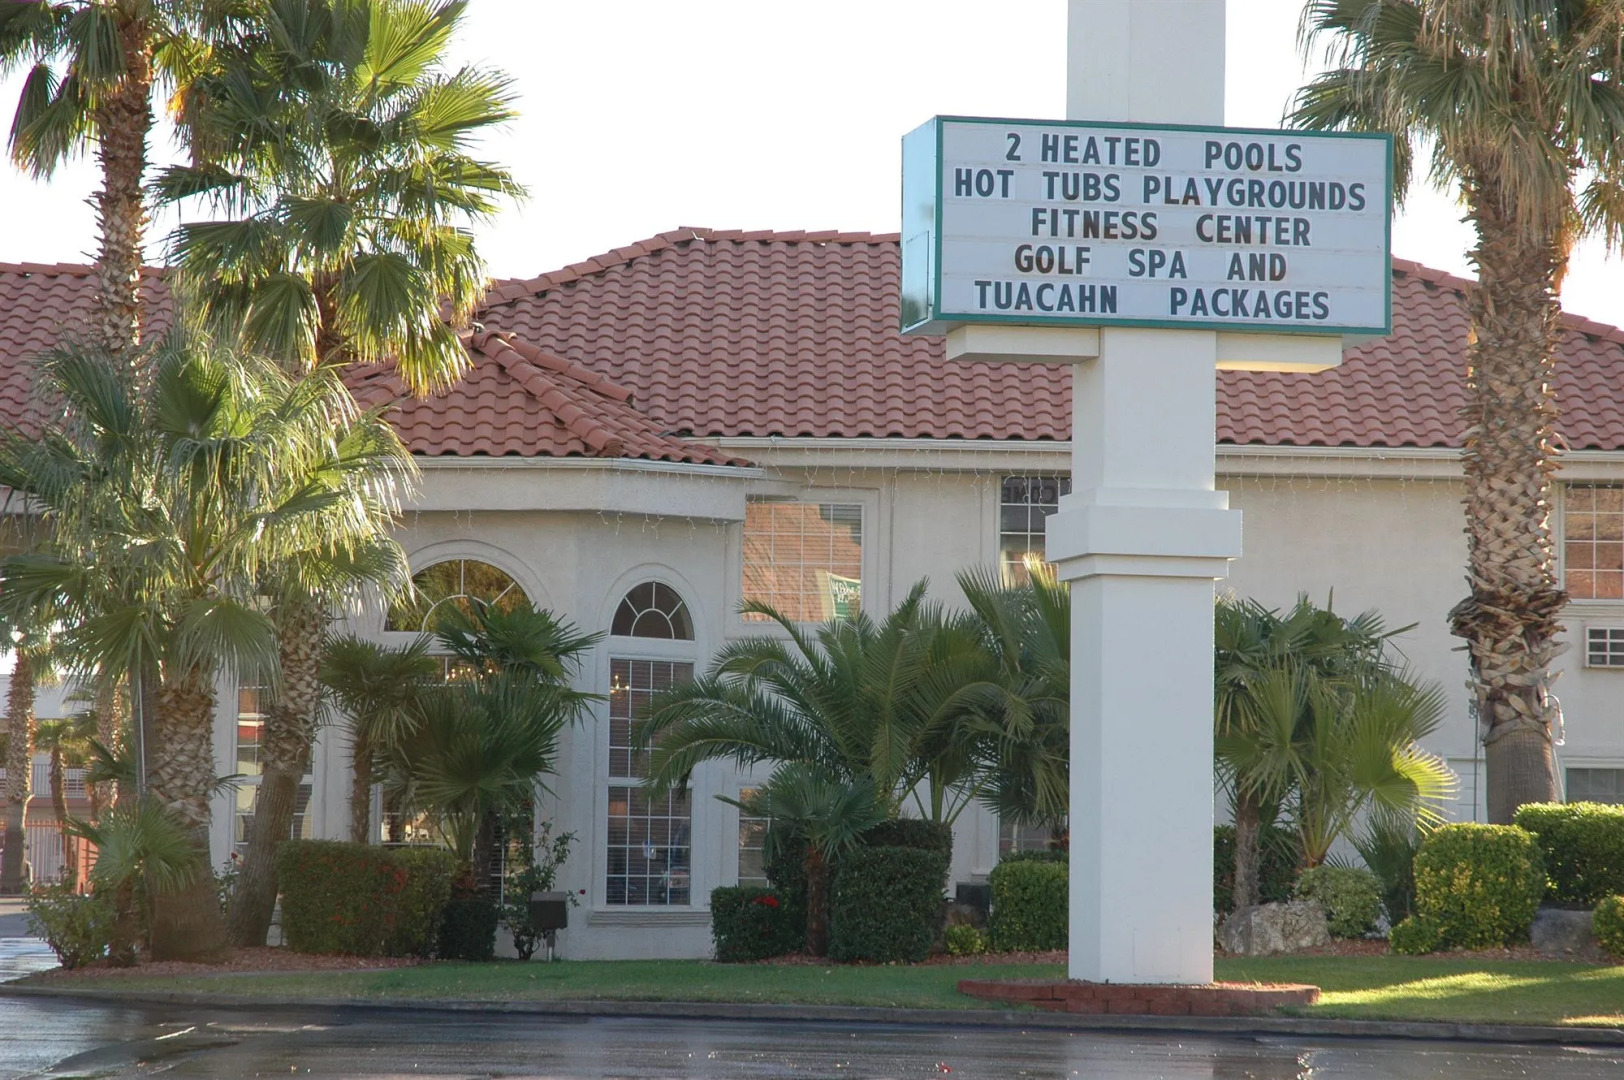 2 HEATED POOLS
HOT TUBS PLAYGROUNDS
FITNESS CENTER
GOLF SPA AND
TUACAHN PACKAGES